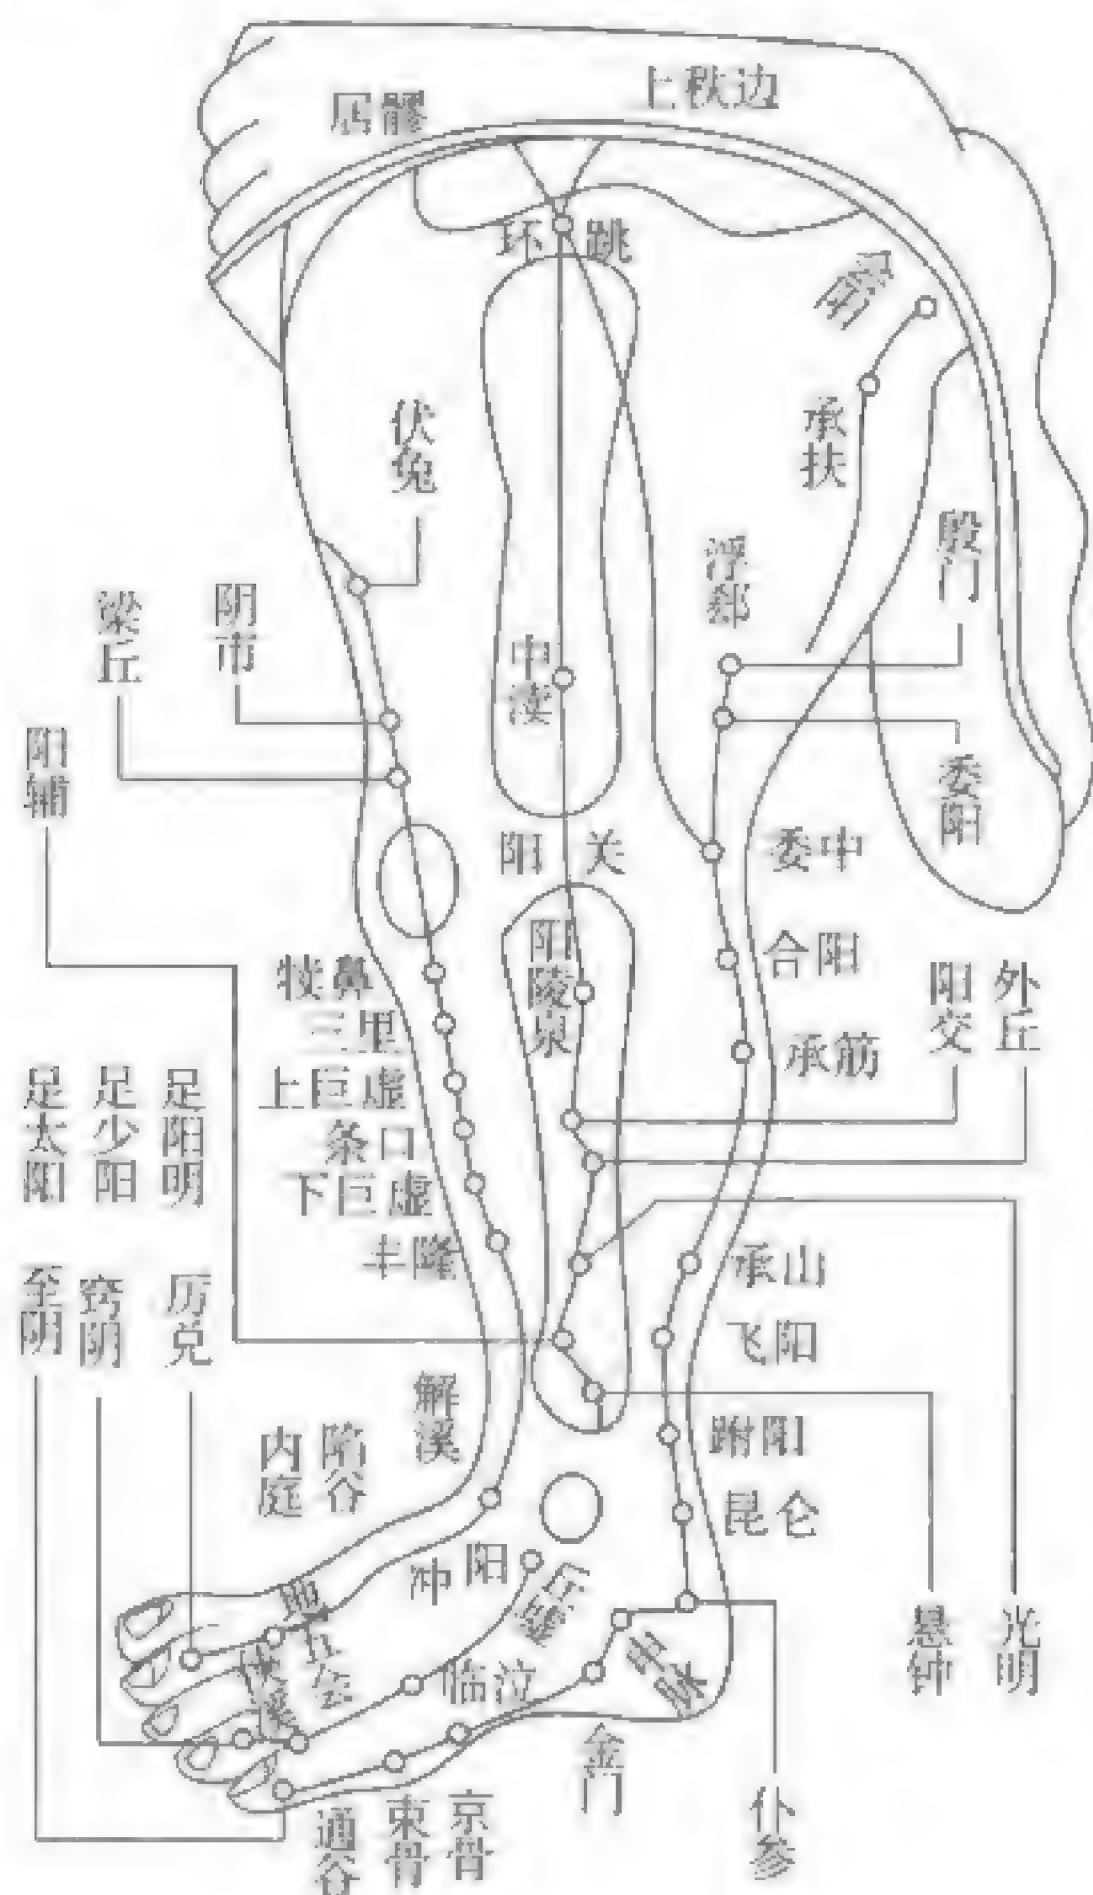 居髎
上秩边
环跳
承扶
伏兔
殷门
浮郄
阴市
梁丘
中渎
阳辅
委阳
阳关
委中
合阳
阳陵泉
阳交
外丘
犊鼻
三里
承筋
上巨虚
条口
下巨虚
丰隆
足太阳
足少阳
足阳明
承山
至阴
窍阴
历兑
飞阳
解溪
内庭
陷谷
跗阳
昆仑
冲阳
丘墟
地五会
侠溪
临泣
申脉
悬钟
光明
金门
仆参
通谷
束骨
京骨